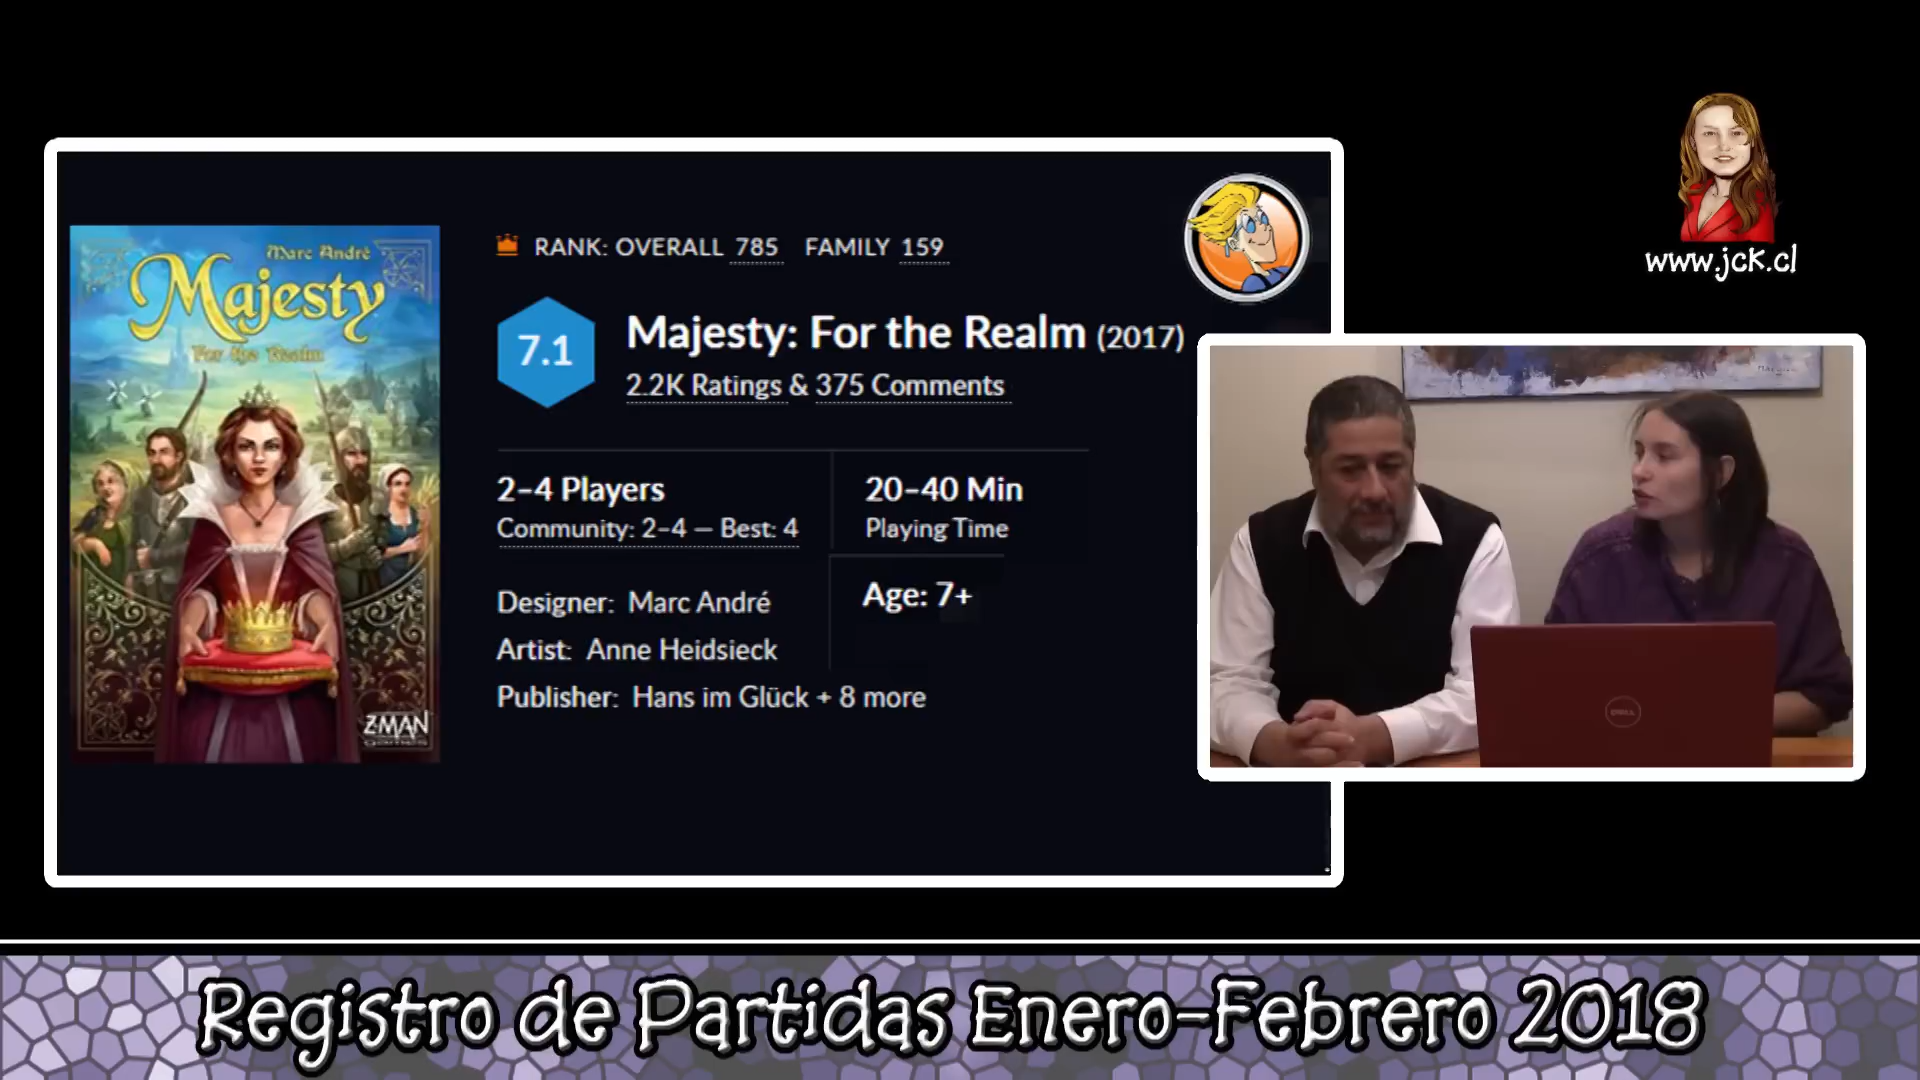 Marc André
Majesty
For the Realm
ZMAN
RANK: OVERALL 785 FAMILY 159
7.1
Majesty: For the Realm (2017)
2.2K Ratings & 375 Comments
2–4 Players
Community: 2–4 — Best: 4
20–40 Min
Playing Time
Age: 7+
Designer: Marc André
Artist: Anne Heidsieck
Publisher: Hans im Glück + 8 more
www.jck.cl
DELL
Registro de Partidas Enero-Febrero 2018